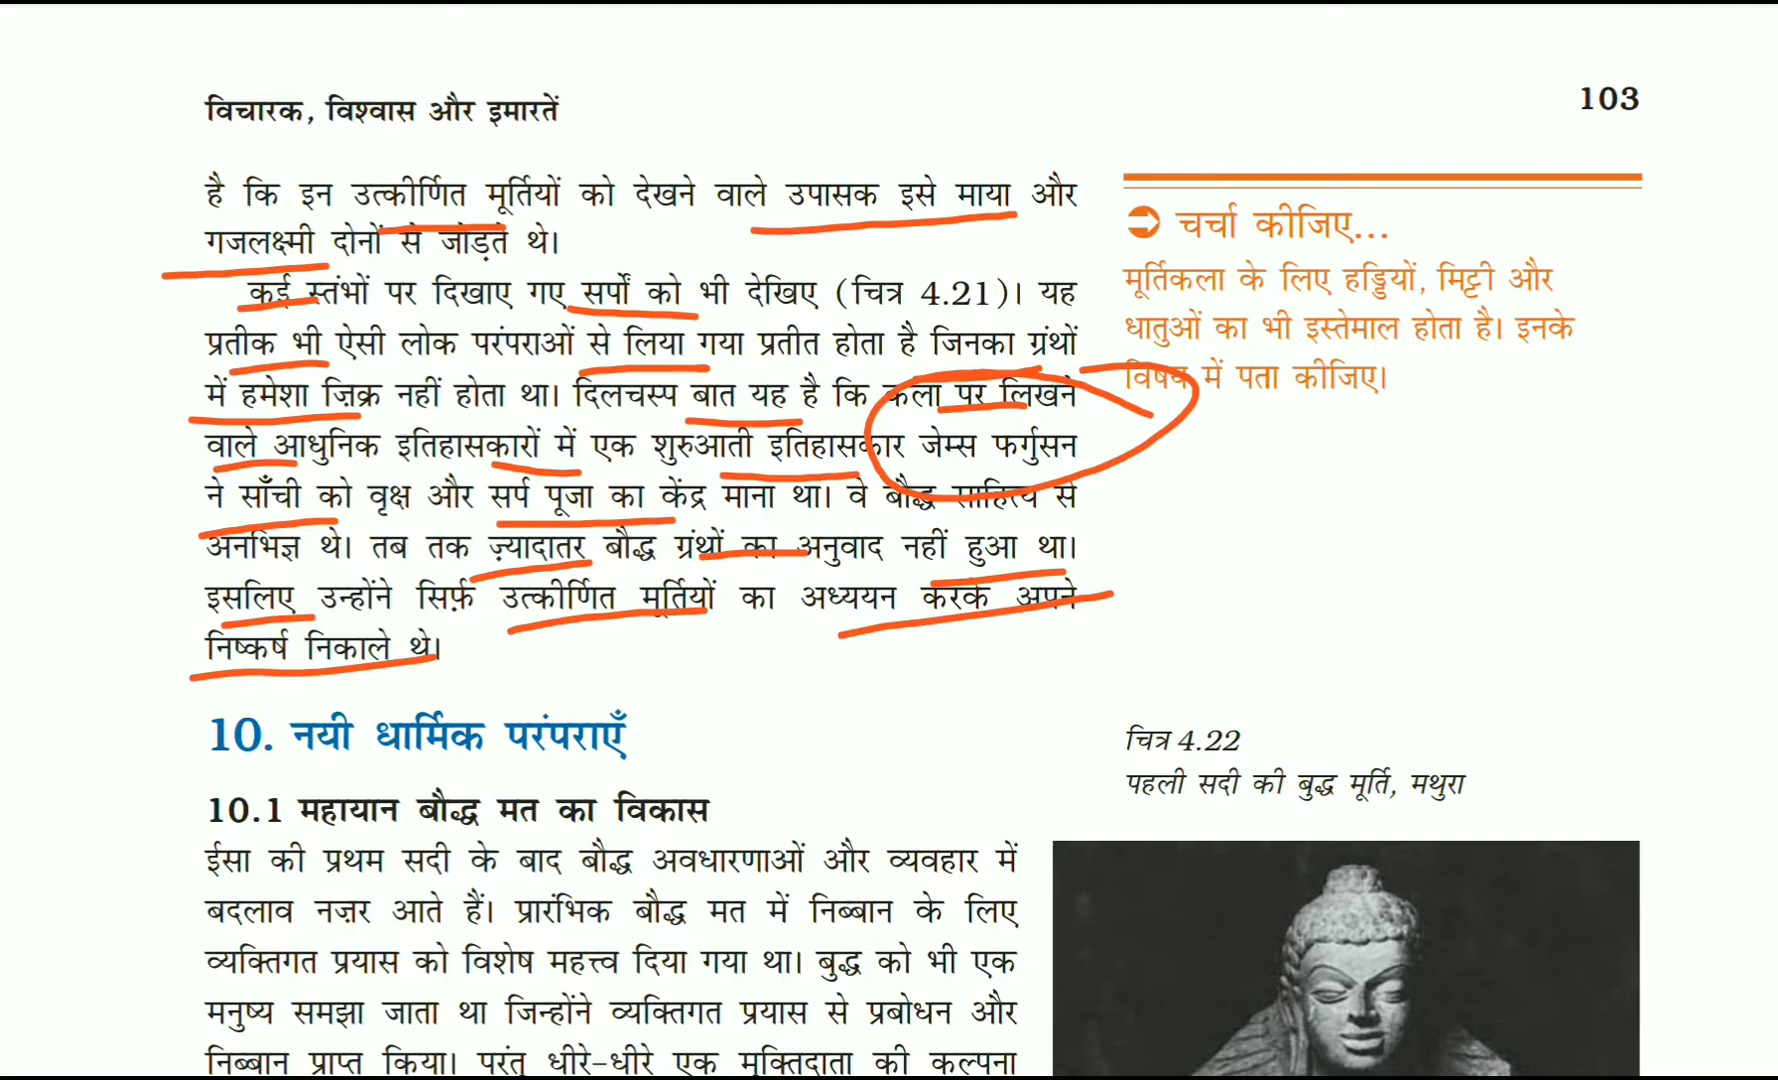 विचारक, विश्वास और इमारतें
103
है कि इन उत्कीर्णित मूर्तियों को देखने वाले उपासक इसे माया और
गजलक्ष्मी दोनों से जोड़ते थे।
कई स्तंभों पर दिखाए गए सर्पों को भी देखिए (चित्र 4.21)। यह
प्रतीक भी ऐसी लोक परंपराओं से लिया गया प्रतीत होता है जिनका ग्रंथों
में हमेशा ज़िक्र नहीं होता था। दिलचस्प बात यह है कि कला पर लिखने
वाले आधुनिक इतिहासकारों में एक शुरुआती इतिहासकार जेम्स फर्गुसन
ने साँची को वृक्ष और सर्प पूजा का केंद्र माना था। वे बौद्ध साहित्य से
अनभिज्ञ थे। तब तक ज़्यादातर बौद्ध ग्रंथों का अनुवाद नहीं हुआ था।
इसलिए उन्होंने सिर्फ़ उत्कीर्णित मूर्तियों का अध्ययन करके अपने
निष्कर्ष निकाले थे।
चर्चा कीजिए...
मूर्तिकला के लिए हड्डियों, मिट्टी और
धातुओं का भी इस्तेमाल होता है। इनके
विषय में पता कीजिए।
10. नयी धार्मिक परंपराएँ
10.1 महायान बौद्ध मत का विकास
ईसा की प्रथम सदी के बाद बौद्ध अवधारणाओं और व्यवहार में
बदलाव नज़र आते हैं। प्रारंभिक बौद्ध मत में निब्बान के लिए
व्यक्तिगत प्रयास को विशेष महत्त्व दिया गया था। बुद्ध को भी एक
मनुष्य समझा जाता था जिन्होंने व्यक्तिगत प्रयास से प्रबोधन और
निब्बान प्राप्त किया। परंतु धीरे-धीरे एक मुक्तिदाता की कल्पना
चित्र 4.22
पहली सदी की बुद्ध मूर्ति, मथुरा